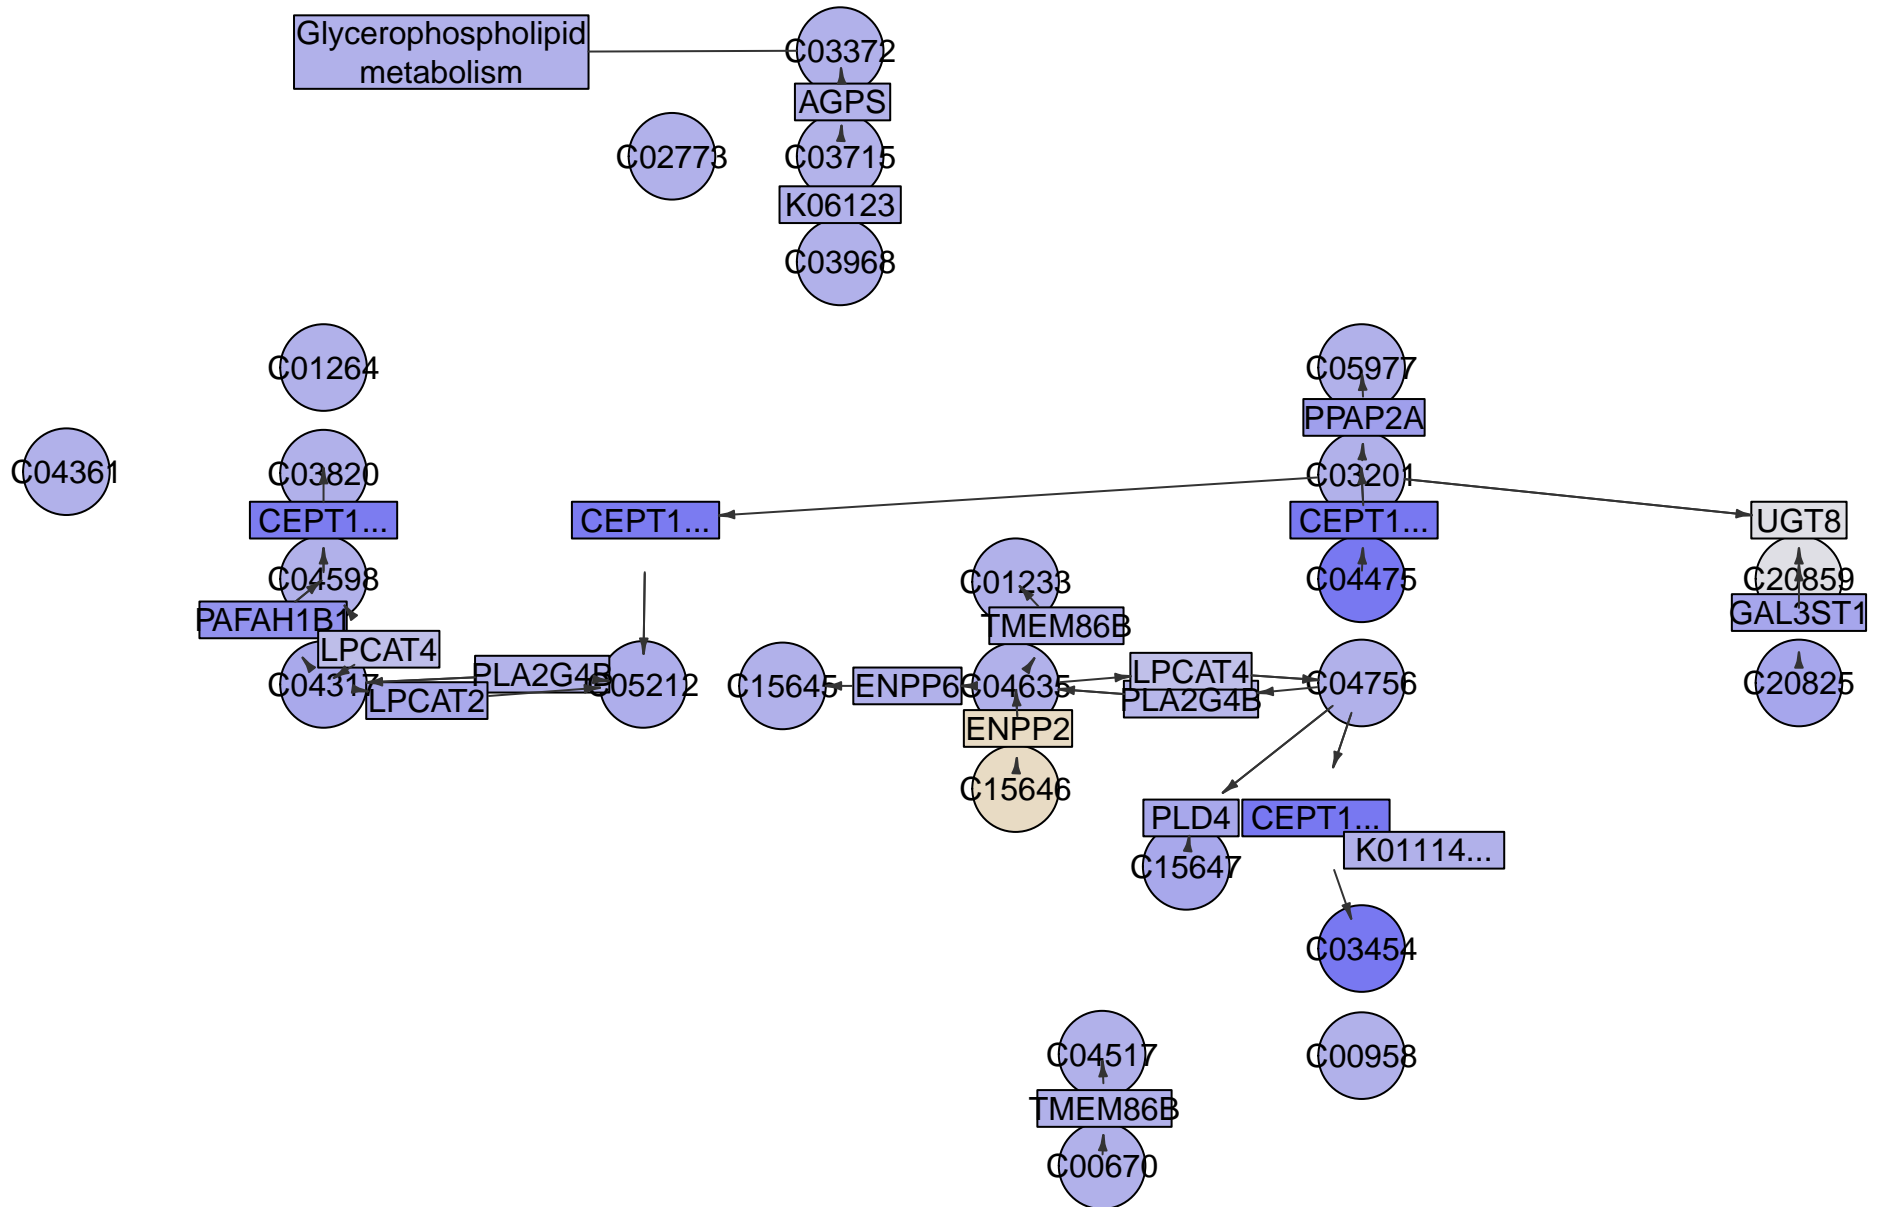 Glycerophospholipid
metabolism
C03372
AGPS
C02773
C03715
K06123
C03968
C01264
C05977
PPAP2A
C04361
C03820
C03201
CEPT1...
CEPT1...
CEPT1...
UGT8
C04598
C01233
C04475
C20859
PAFAH1B1
TMEM86B
GAL3ST1
LPCAT4
C04317
PLA2G4B
LPCAT2
C05212
C15645
ENPP6
C04635
LPCAT4
PLA2G4B
C04756
C20825
ENPP2
C15646
PLD4
CEPT1...
K01114...
C15647
C03454
C04517
C00958
TMEM86B
C00670